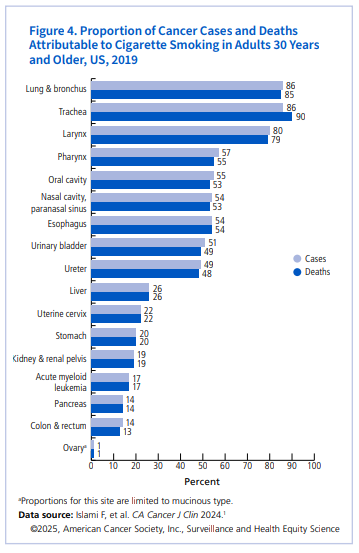 Figure 4. Proportion of Cancer Cases and Deaths
Attributable to Cigarette Smoking in Adults 30 Years
and Older, US, 2019
Lung & bronchus 86
85
Trachea 86
90
Larynx 80
79
Pharynx 57
55
Oral cavity 55
53
Nasal cavity, 54
paranasal sinus 53
Esophagus 54
54
Urinary bladder 51
49
Ureter 49
48
Cases
Deaths
Liver 26
26
Uterine cervix 22
22
Stomach 20
20
Kidney & renal pelvis 19
19
Acute myeloid 17
leukemia 17
Pancreas 14
14
Colon & rectum 14
13
Ovaryᵃ 1
1
0 10 20 30 40 50 60 70 80 90 100
Percent
ᵃProportions for this site are limited to mucinous type.
Data source: Islami F, et al. CA Cancer J Clin 2024.¹
©2025, American Cancer Society, Inc., Surveillance and Health Equity Science